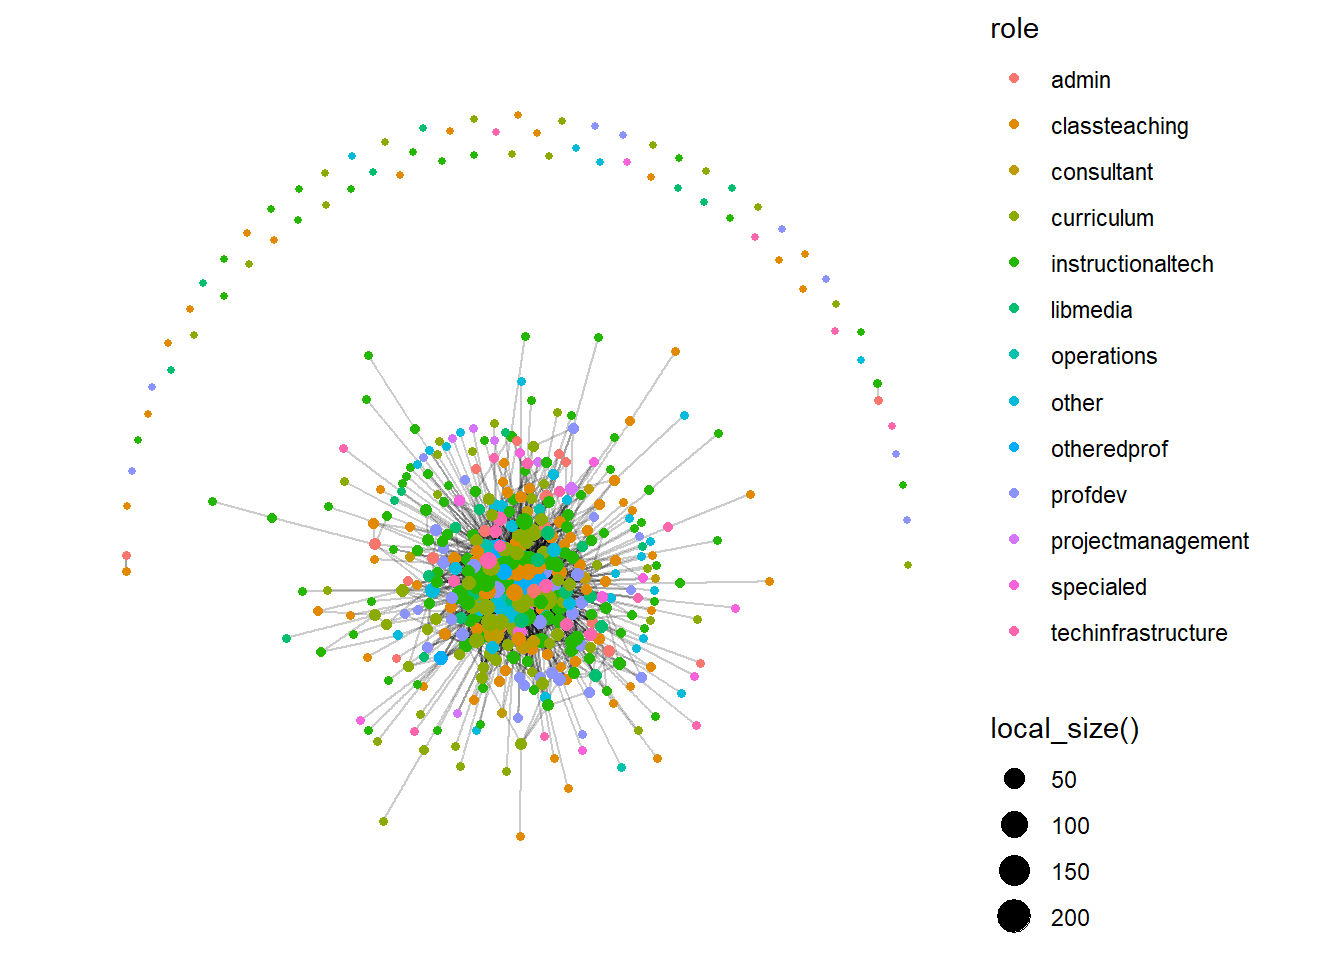 role
admin
classteaching
consultant
curriculum
instructionaltech
libmedia
operations
other
otheredprof
profdev
projectmanagement
specialed
techinfrastructure
local_size()
50
100
150
200